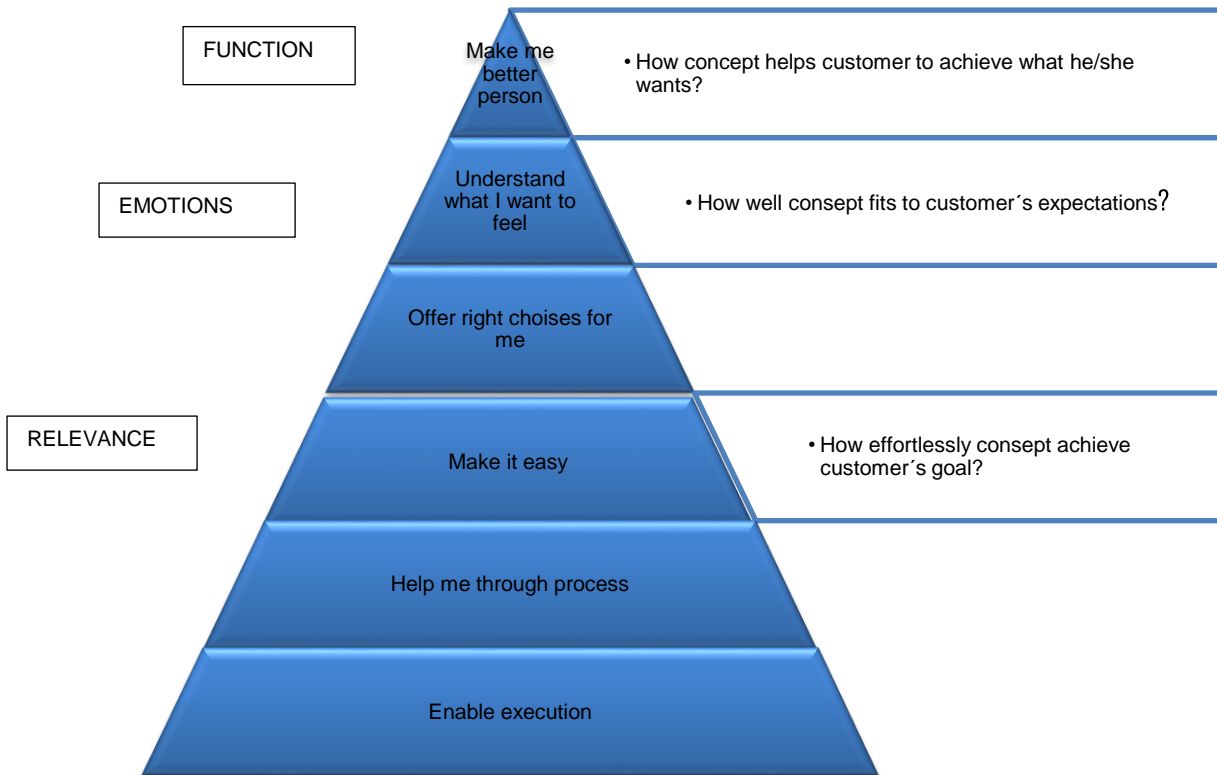 FUNCTION
Make me
better
person
• How concept helps customer to achieve what he/she
wants?
EMOTIONS
Understand
what I want to
feel
• How well consept fits to customer´s expectations?
Offer right choises for
me
RELEVANCE
Make it easy
• How effortlessly consept achieve
customer´s goal?
Help me through process
Enable execution